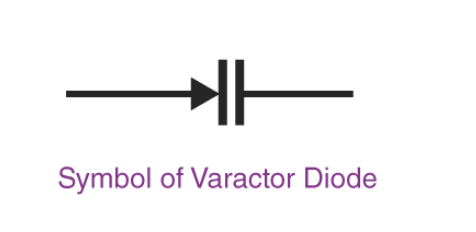 Symbol of Varactor Diode